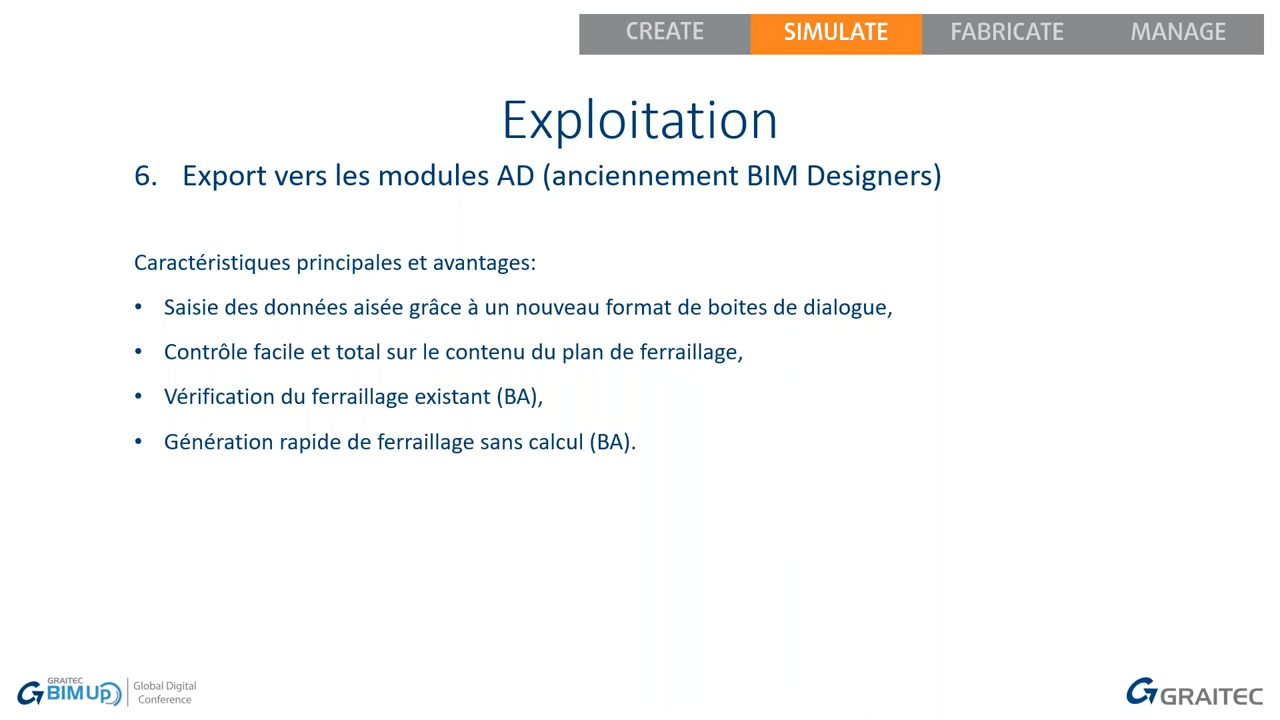 CREATE SIMULATE FABRICATE MANAGE
Exploitation
6. Export vers les modules AD (anciennement BIM Designers)
Caractéristiques principales et avantages:
• Saisie des données aisée grâce à un nouveau format de boites de dialogue,
• Contrôle facile et total sur le contenu du plan de ferraillage,
• Vérification du ferraillage existant (BA),
• Génération rapide de ferraillage sans calcul (BA).
GRAITEC
BIMUp
Global Digital
Conference
GRAITEC